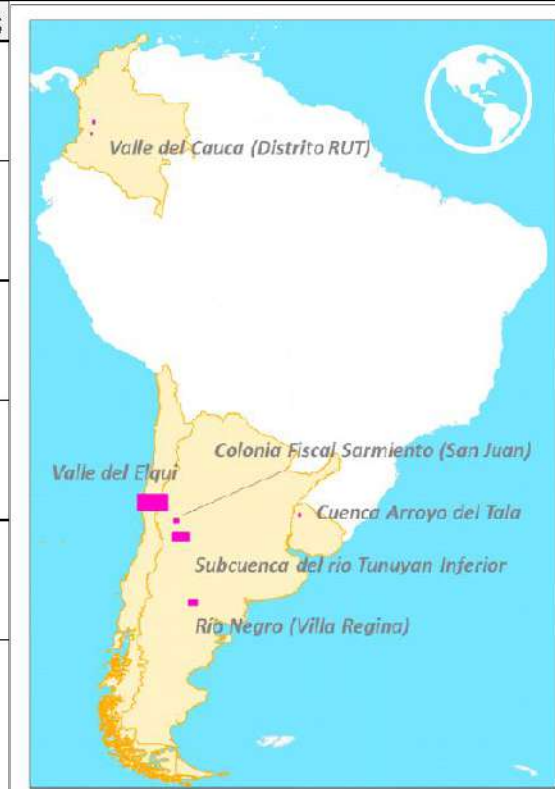 S
Valle del Cauca (Distrito RUT)
Colonia Fiscal Sarmiento (San Juan)
Valle del Elqui
Cuenca Arroyo del Tala
Subcuenca del rio Tunuyan Inferior
Río Negro (Villa Regina)